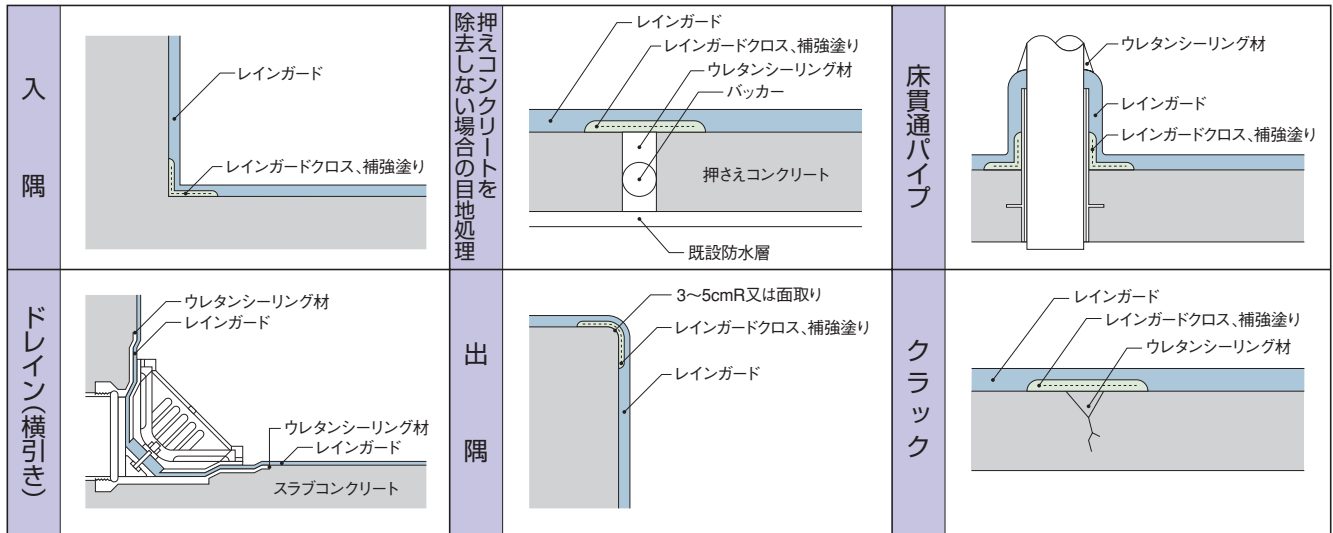 入隅
レインガード
レインガードクロス、補強塗り
押えコンクリートを
除去しない場合の目地処理
レインガード
レインガードクロス、補強塗り
ウレタンシーリング材
バッカー
押さえコンクリート
既設防水層
床貫通パイプ
ウレタンシーリング材
レインガード
レインガードクロス、補強塗り
ドレイン(横引き)
ウレタンシーリング材
レインガード
ウレタンシーリング材
レインガード
スラブコンクリート
出隅
3〜5cmR又は面取り
レインガードクロス、補強塗り
レインガード
クラック
レインガード
レインガードクロス、補強塗り
ウレタンシーリング材